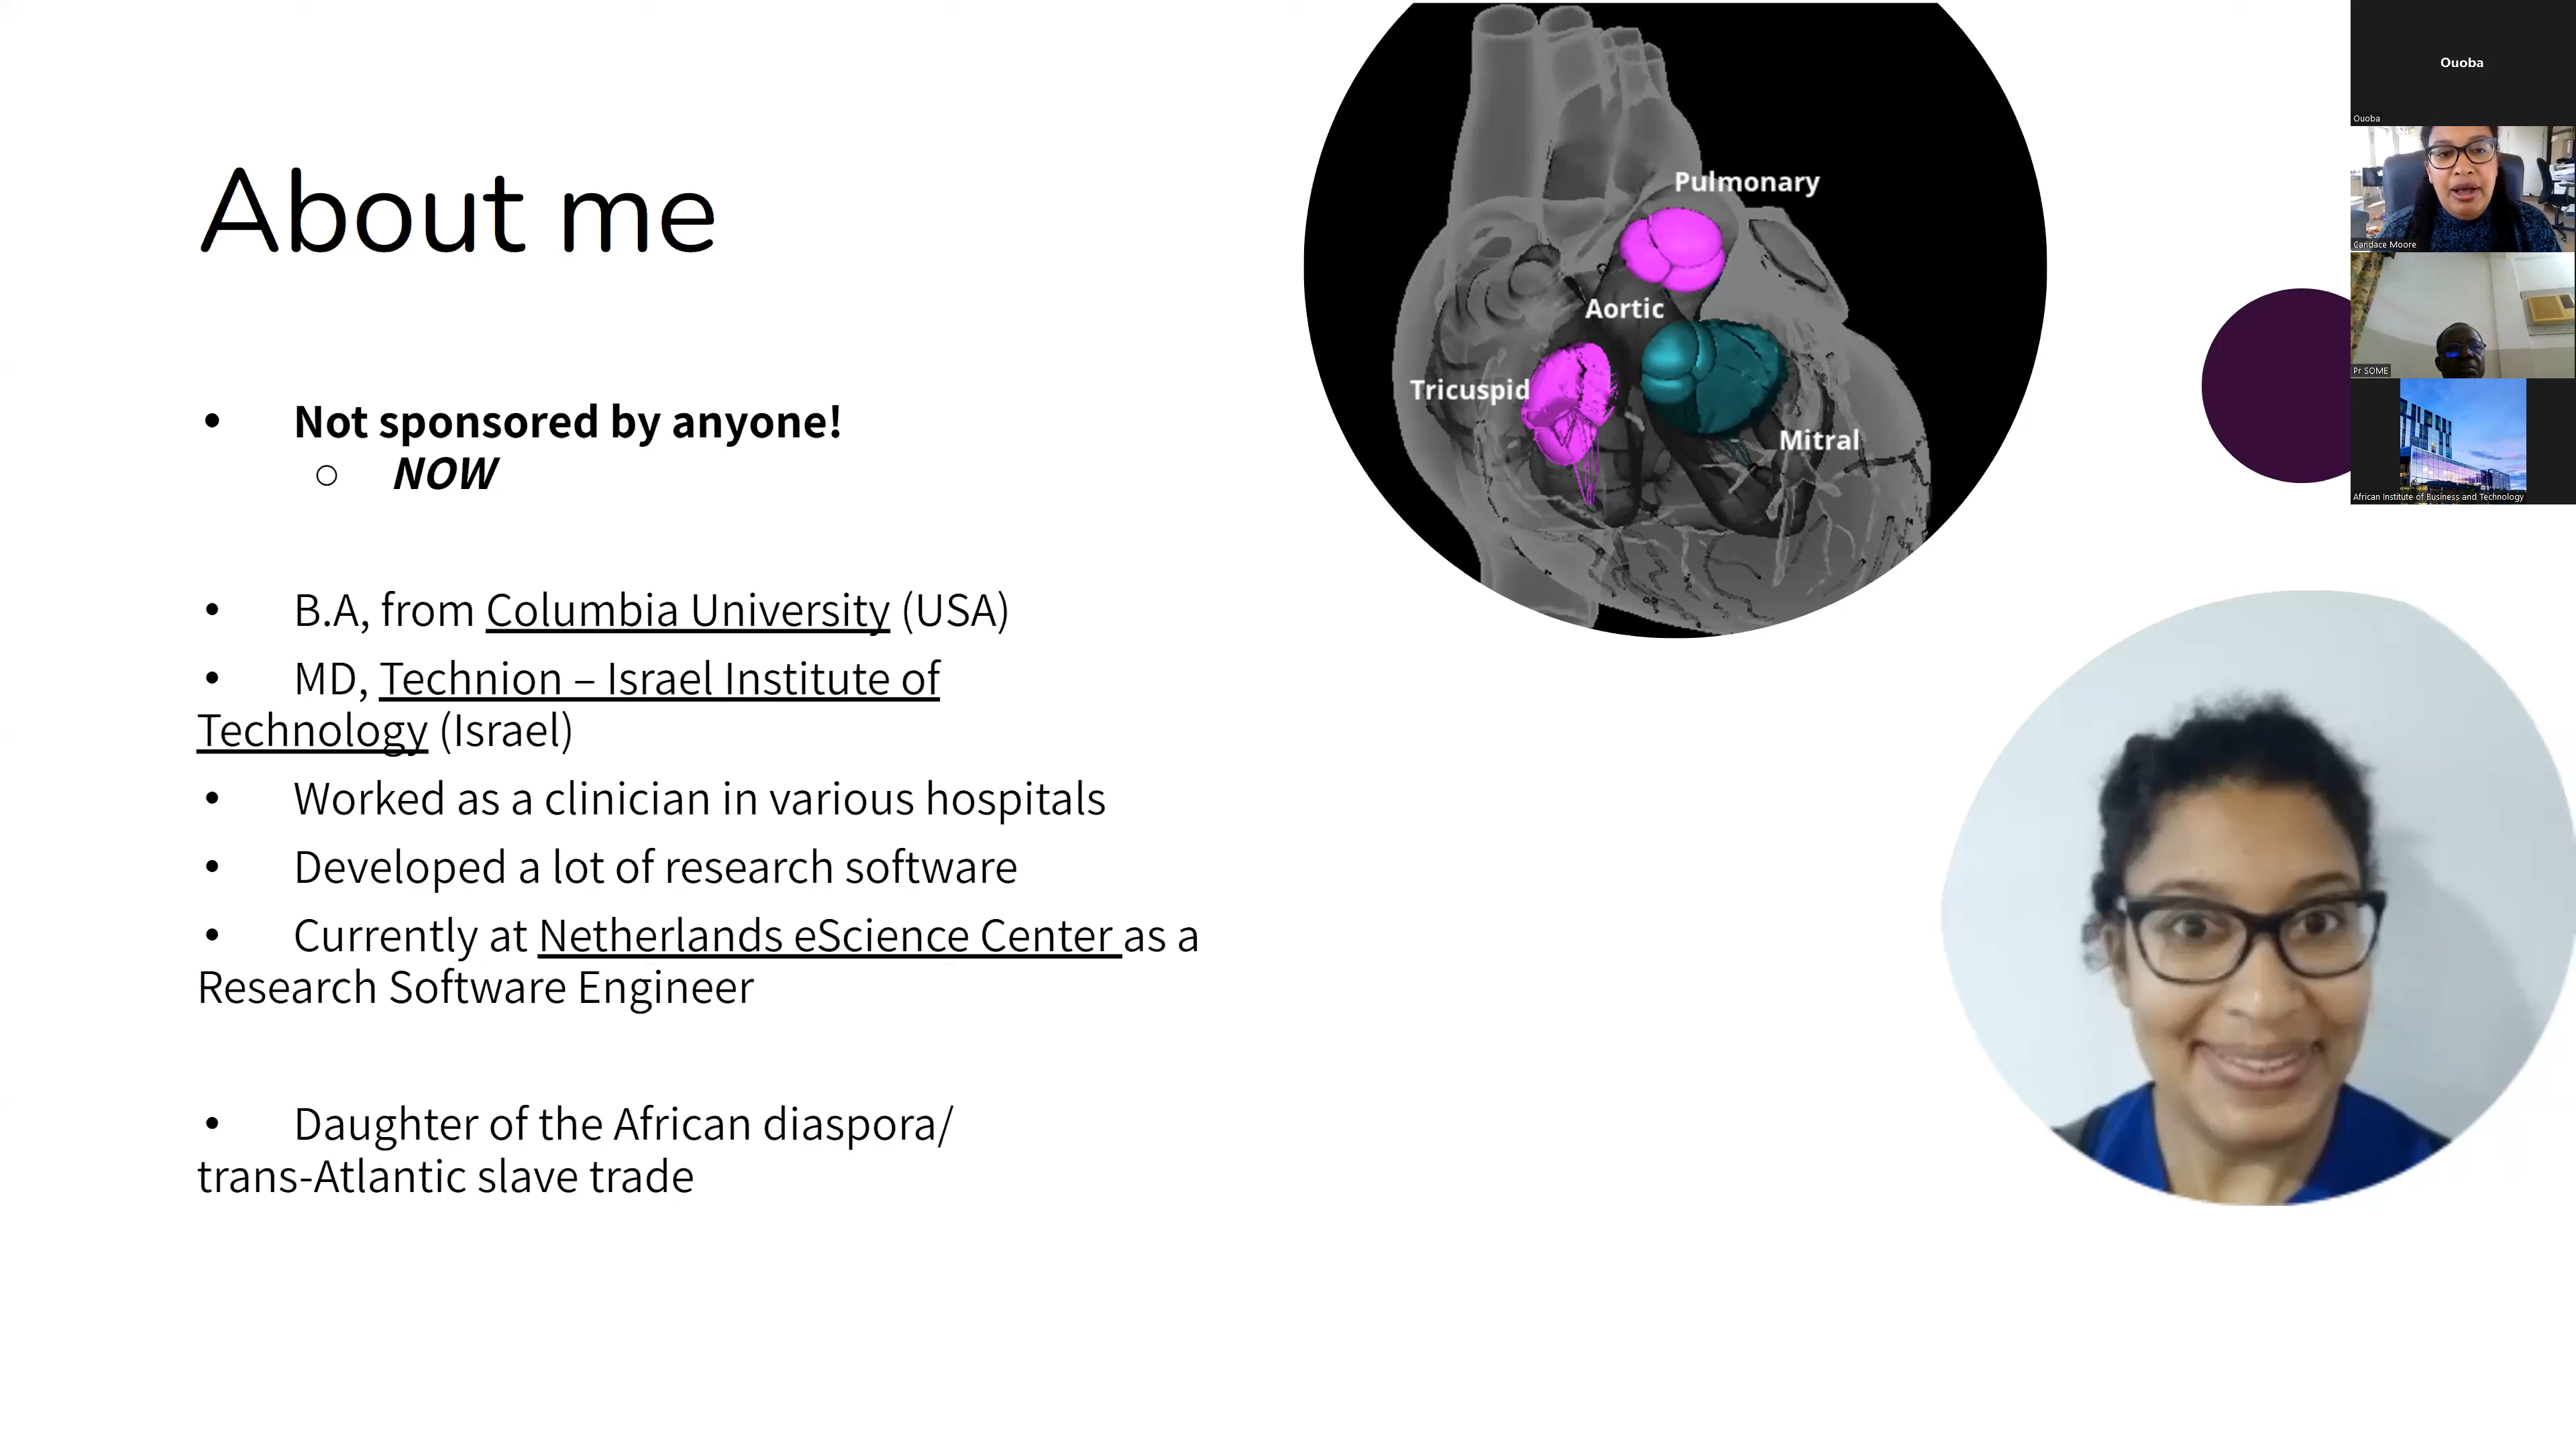 About me
• Not sponsored by anyone!
○ NOW
• B.A, from Columbia University (USA)
• MD, Technion – Israel Institute of
Technology (Israel)
• Worked as a clinician in various hospitals
• Developed a lot of research software
• Currently at Netherlands eScience Center as a
Research Software Engineer
• Daughter of the African diaspora/
trans-Atlantic slave trade
Pulmonary
Aortic
Tricuspid
Mitral
Ouoba
Ouoba
Candace Moore
Pr SOME
African Institute of Business and Technology